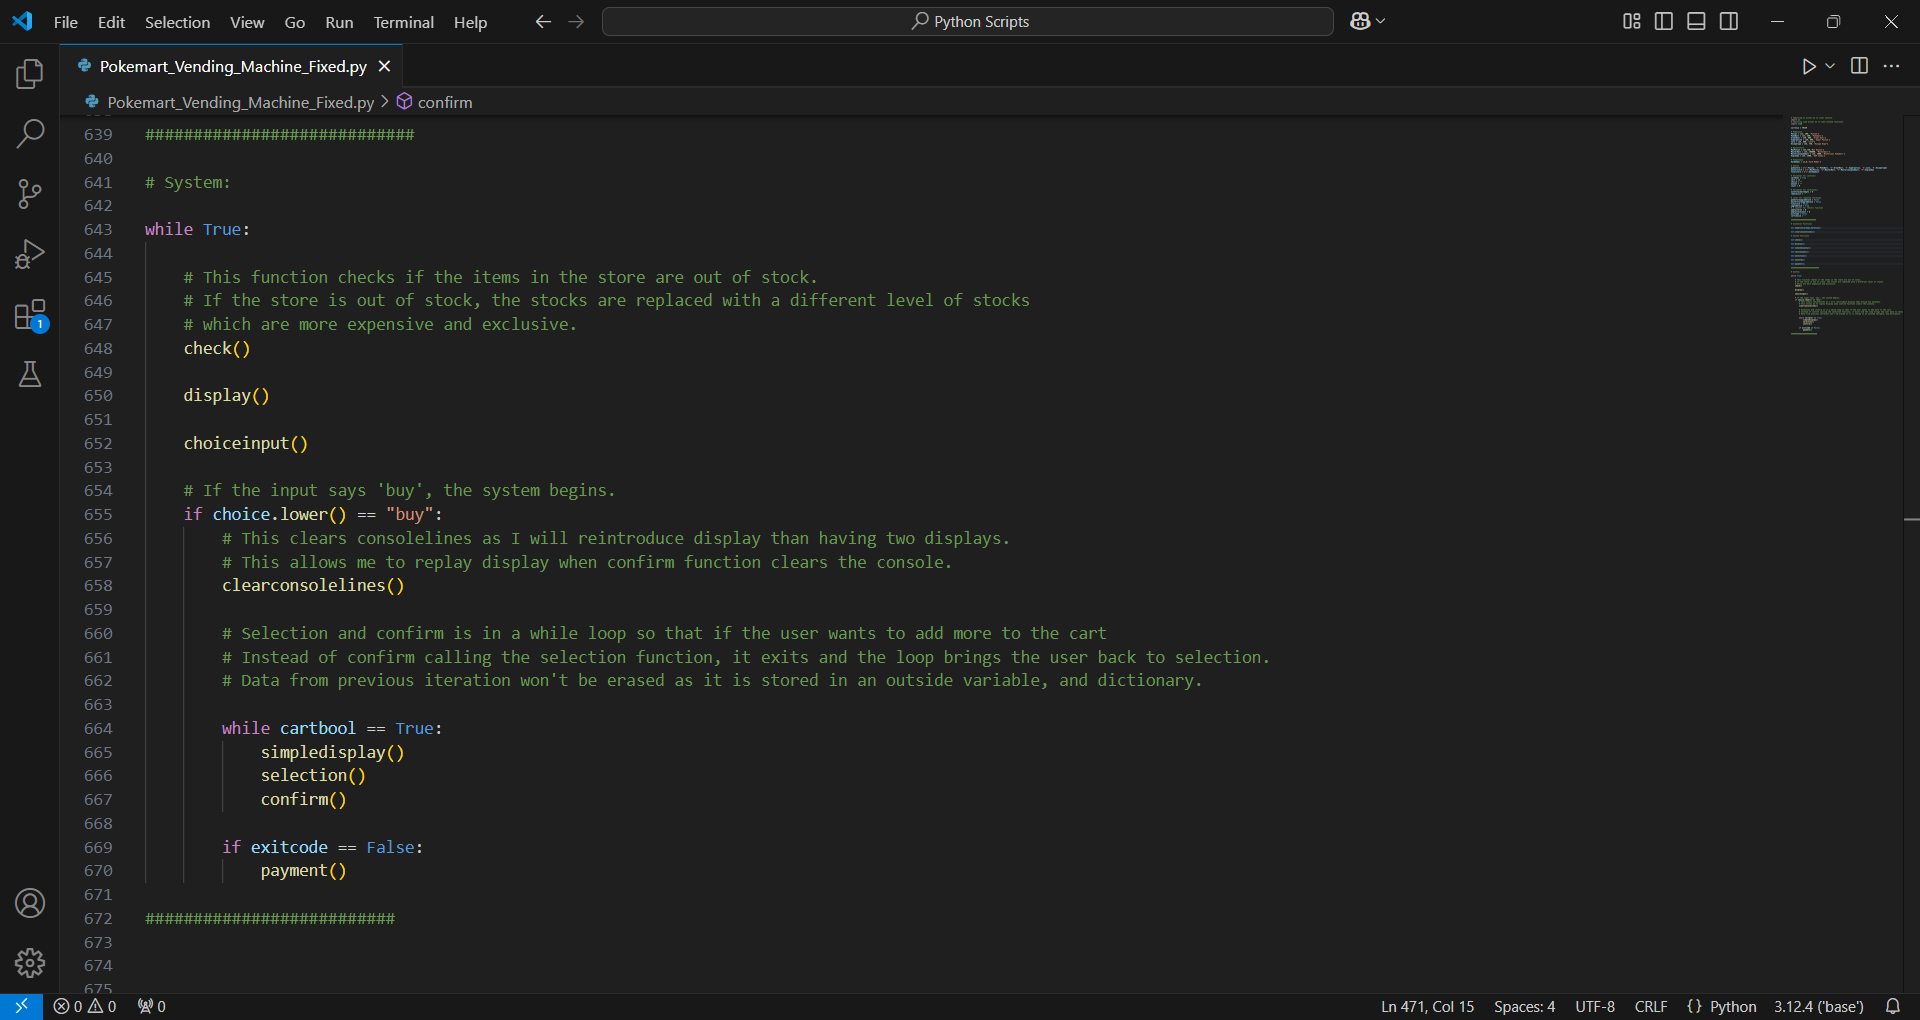 File Edit Selection View Go Run Terminal Help Python Scripts
Pokemart_Vending_Machine_Fixed.py
Pokemart_Vending_Machine_Fixed.py > confirm
639 ############################
640
641 # System:
642
643 while True:
644
645 # This function checks if the items in the store are out of stock.
646 # If the store is out of stock, the stocks are replaced with a different level of stocks
647 # which are more expensive and exclusive.
648 check()
649
650 display()
651
652 choiceinput()
653
654 # If the input says 'buy', the system begins.
655 if choice.lower() == "buy":
656 # This clears consolelines as I will reintroduce display than having two displays.
657 # This allows me to replay display when confirm function clears the console.
658 clearconsolelines()
659
660 # Selection and confirm is in a while loop so that if the user wants to add more to the cart
661 # Instead of confirm calling the selection function, it exits and the loop brings the user back to selection.
662 # Data from previous iteration won't be erased as it is stored in an outside variable, and dictionary.
663
664 while cartbool == True:
665 simpledisplay()
666 selection()
667 confirm()
668
669 if exitcode == False:
670 payment()
671
672 ##########################
673
674
675
1
0 0 0 Ln 471, Col 15 Spaces: 4 UTF-8 CRLF {} Python 3.12.4 ('base')